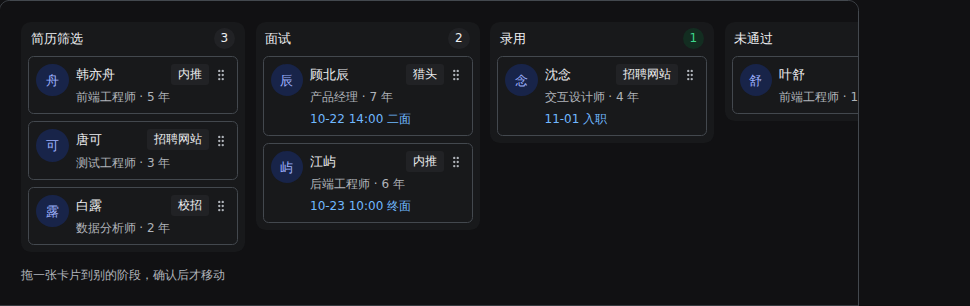 简历筛选 3
舟 韩亦舟 内推
前端工程师 · 5 年
可 唐可 招聘网站
测试工程师 · 3 年
露 白露 校招
数据分析师 · 2 年
面试 2
辰 顾北辰 猎头
产品经理 · 7 年
10-22 14:00 二面
屿 江屿 内推
后端工程师 · 6 年
10-23 10:00 终面
录用 1
念 沈念 招聘网站
交互设计师 · 4 年
11-01 入职
未通过
舒 叶舒
前端工程师 · 1
拖一张卡片到别的阶段，确认后才移动